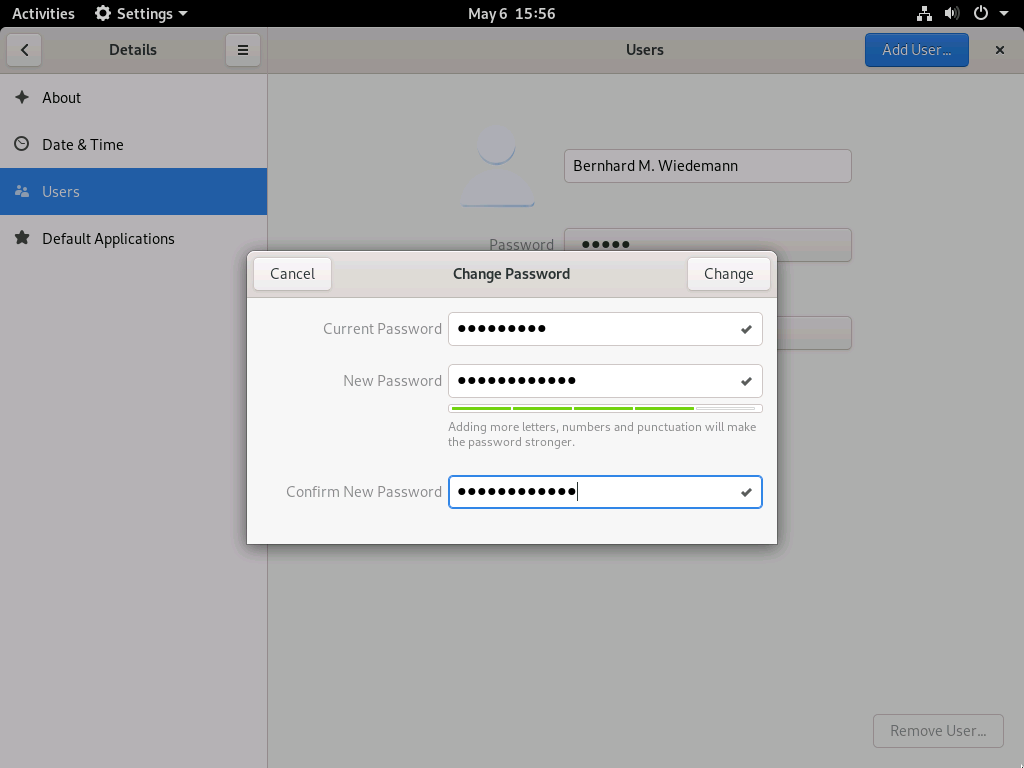 Activities Settings May 6 15:56
Details Users Add User...
About
Date & Time
Users
Default Applications
Bernhard M. Wiedemann
Password ●●●●●
Cancel Change Password Change
Current Password ●●●●●●●●●
New Password ●●●●●●●●●●●●
Adding more letters, numbers and punctuation will make
the password stronger.
Confirm New Password ●●●●●●●●●●●●
Remove User...